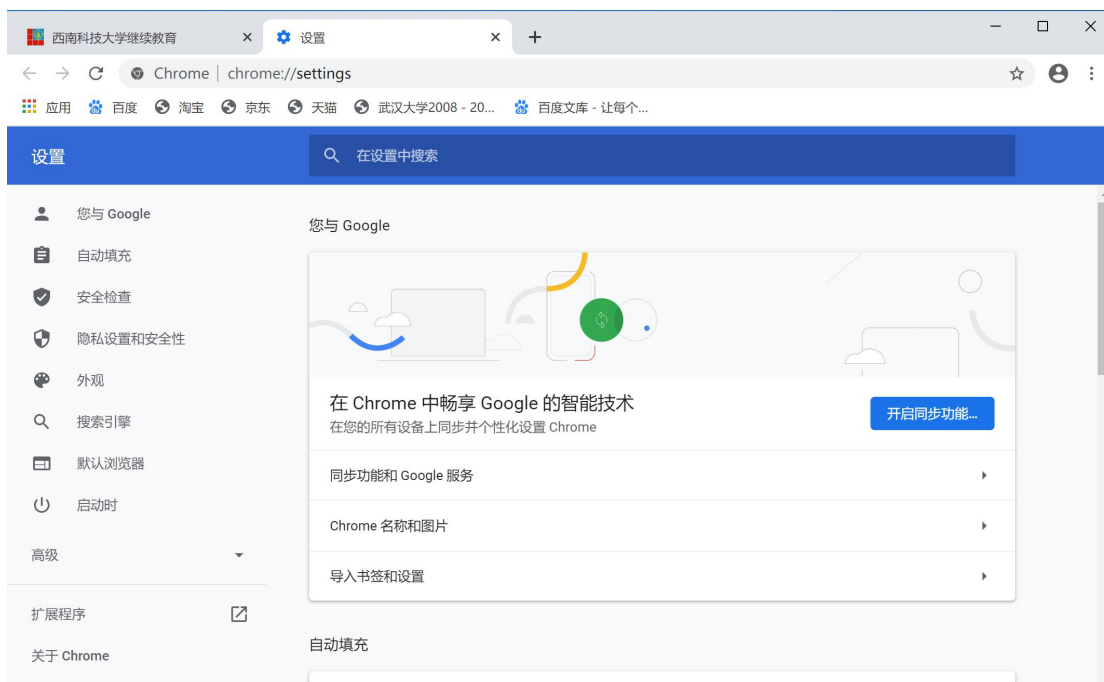 西南科技大学继续教育
设置
Chrome | chrome://settings
应用 百度 淘宝 京东 天猫 武汉大学2008 - 20... 百度文库 - 让每个...
设置
在设置中搜索
您与 Google
自动填充
安全检查
隐私设置和安全性
外观
搜索引擎
默认浏览器
启动时
高级
扩展程序
关于 Chrome
您与 Google
在 Chrome 中畅享 Google 的智能技术
在您的所有设备上同步并个性化设置 Chrome
开启同步功能...
同步功能和 Google 服务
Chrome 名称和图片
导入书签和设置
自动填充